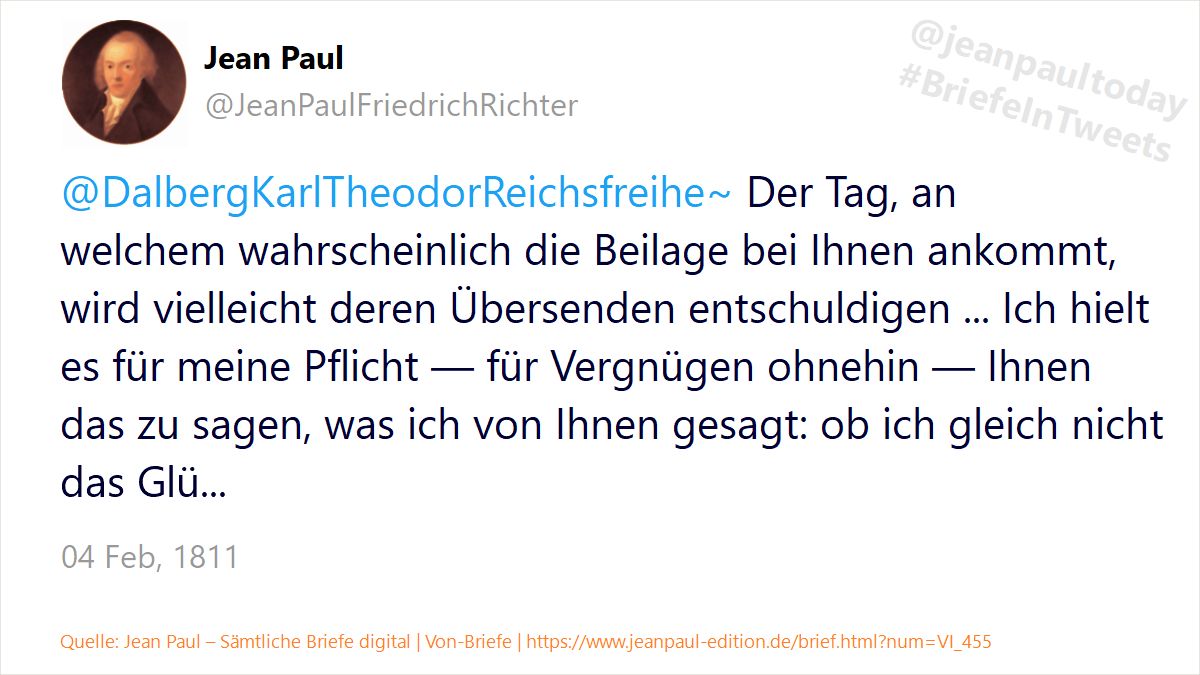 Jean Paul
@JeanPaulFriedrichRichter
@jeanpaultoday
#BriefeInTweets
@DalbergKarlTheodorReichsfreihe~ Der Tag, an
welchem wahrscheinlich die Beilage bei Ihnen ankommt,
wird vielleicht deren Übersenden entschuldigen ... Ich hielt
es für meine Pflicht — für Vergnügen ohnehin — Ihnen
das zu sagen, was ich von Ihnen gesagt: ob ich gleich nicht
das Glü...
04 Feb, 1811
Quelle: Jean Paul – Sämtliche Briefe digital | Von-Briefe | https://www.jeanpaul-edition.de/brief.html?num=VI_455